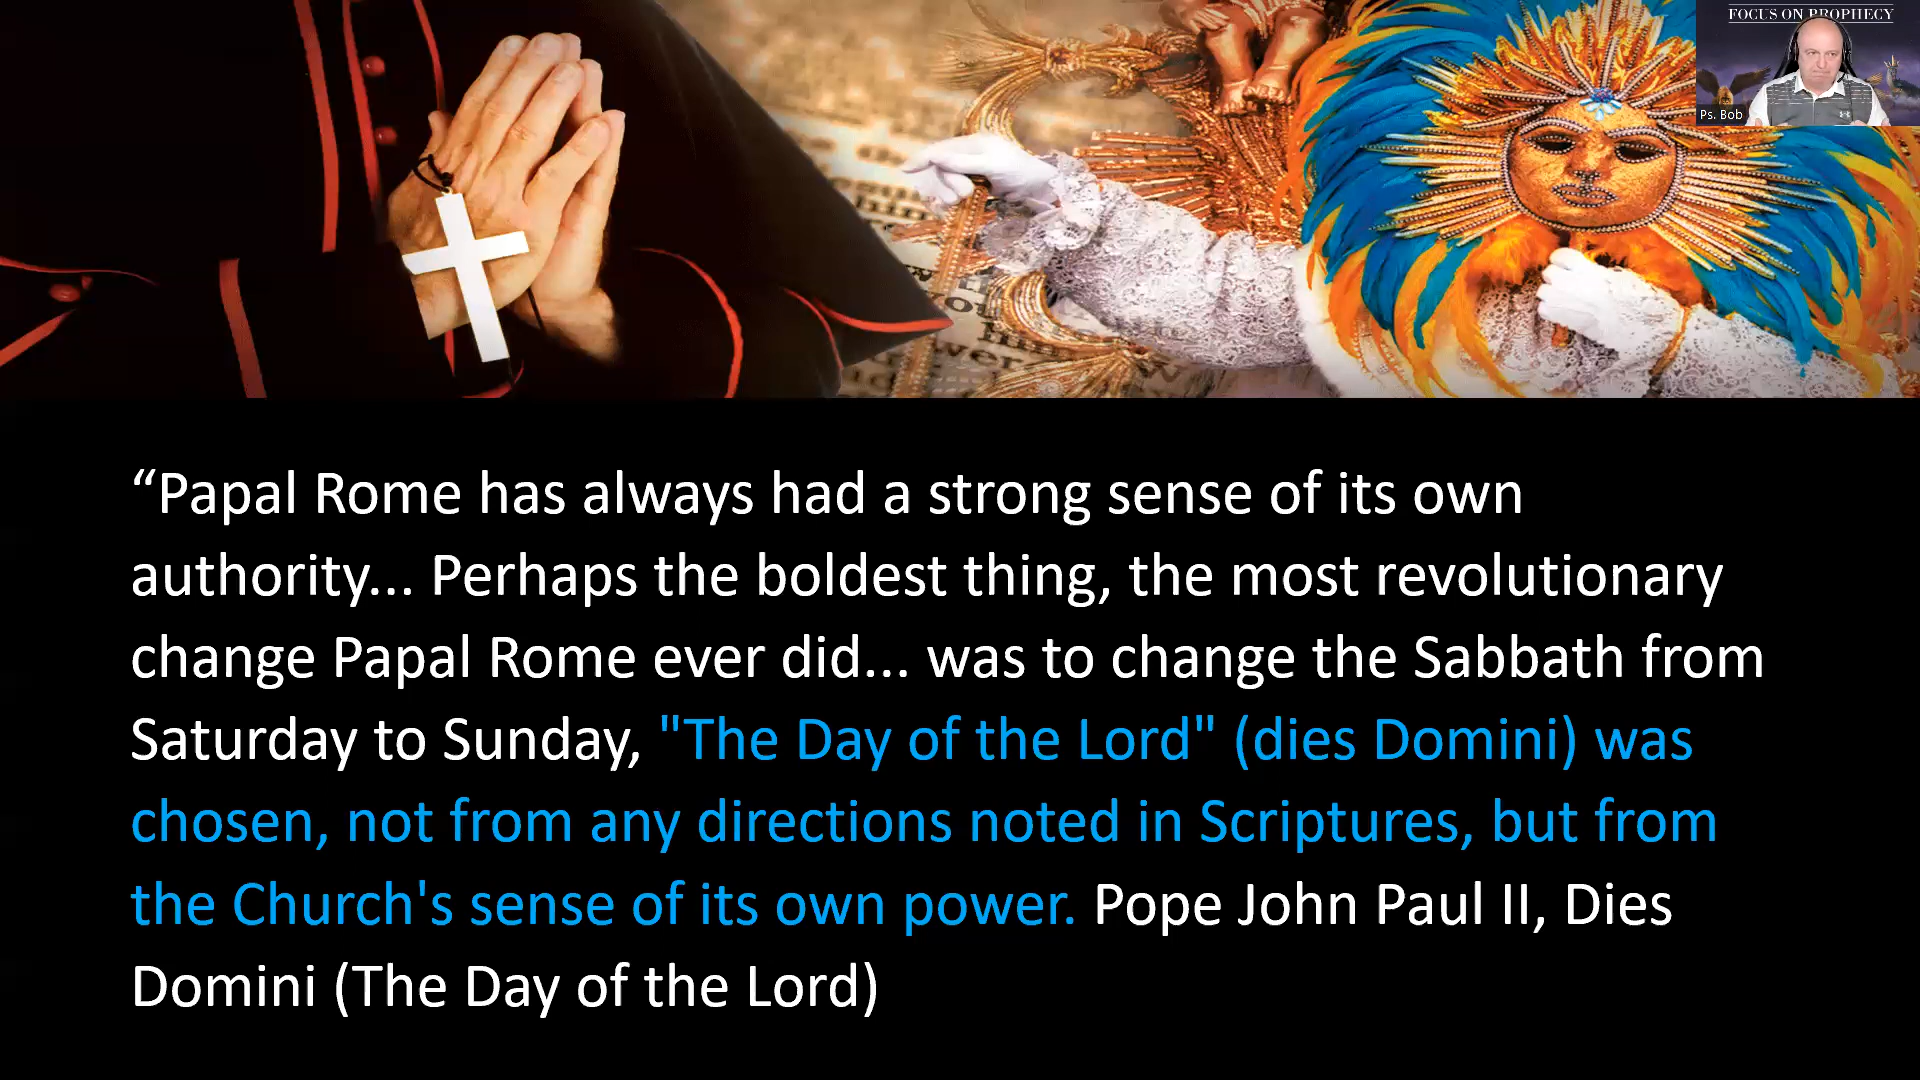 FOCUS ON PROPHECY
Ps. Bob
“Papal Rome has always had a strong sense of its own
authority... Perhaps the boldest thing, the most revolutionary
change Papal Rome ever did... was to change the Sabbath from
Saturday to Sunday, "The Day of the Lord" (dies Domini) was
chosen, not from any directions noted in Scriptures, but from
the Church's sense of its own power. Pope John Paul II, Dies
Domini (The Day of the Lord)